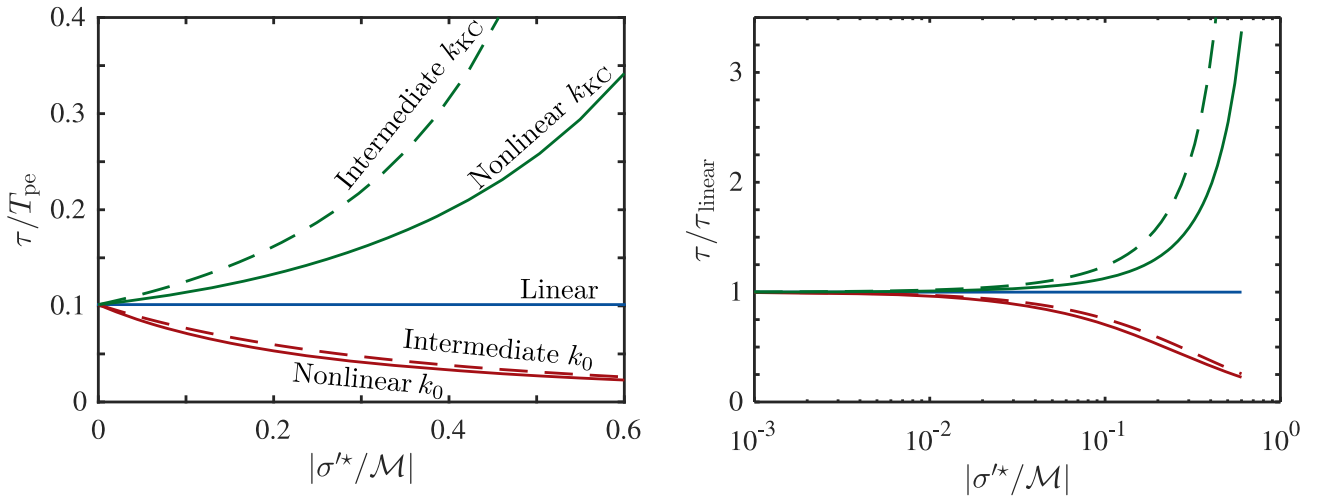 0.4
0.3
0.2
0.1
0
τ/T_pe
Intermediate k_KC
Nonlinear k_KC
Linear
Intermediate k_0
Nonlinear k_0
0 0.2 0.4 0.6
|σ′⋆/ℳ|
3
2
1
0
τ/τ_linear
10^-3 10^-2 10^-1 10^0
|σ′⋆/ℳ|